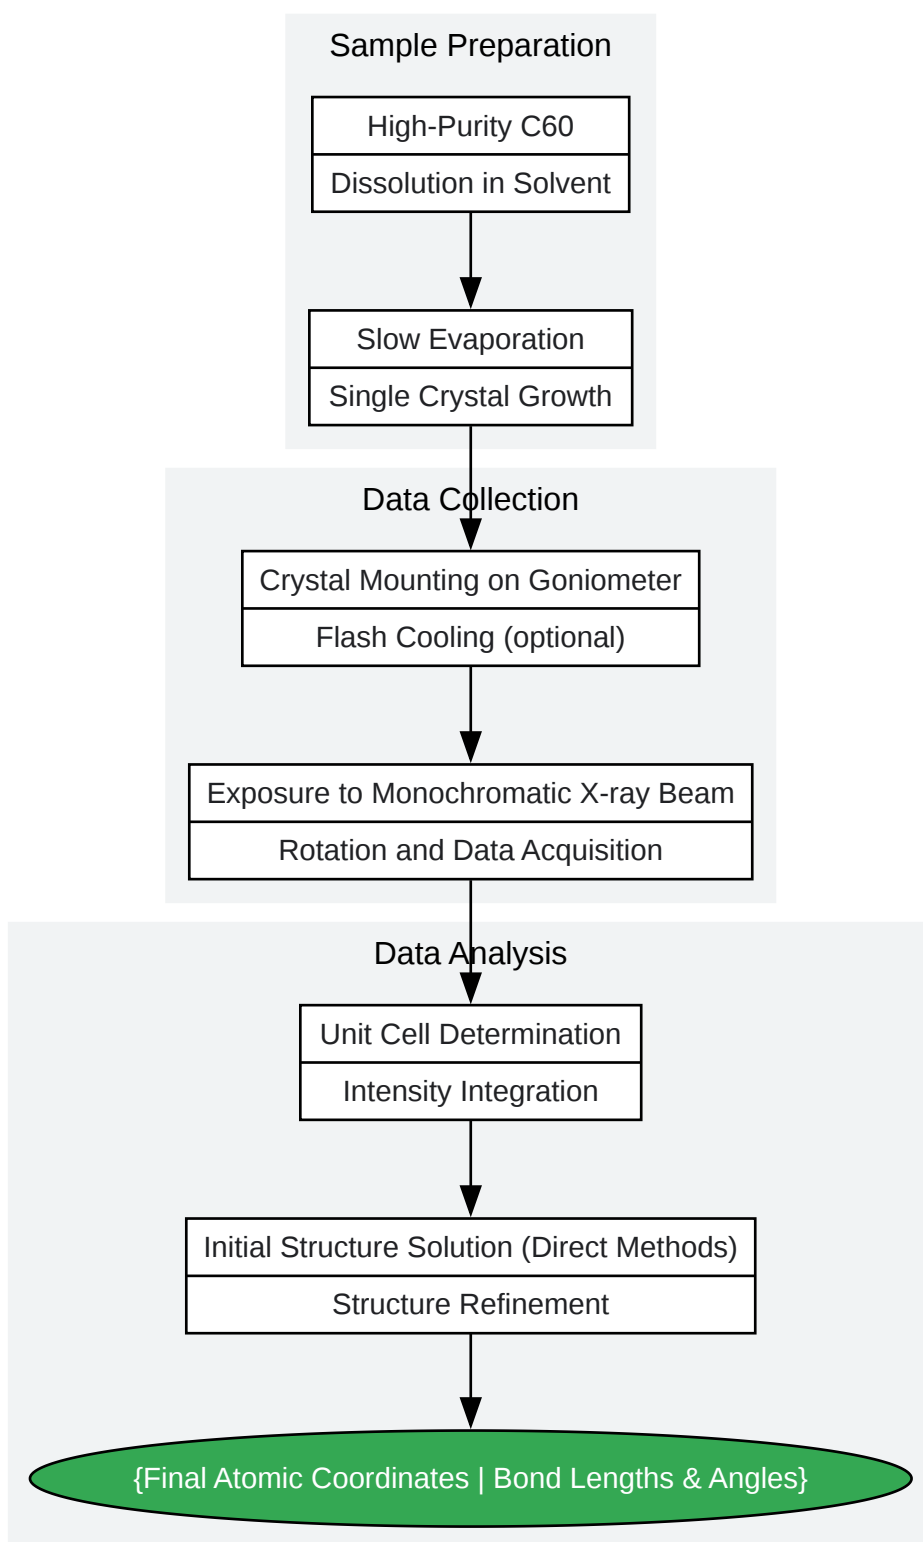 Sample Preparation
High-Purity C60
Dissolution in Solvent
Slow Evaporation
Single Crystal Growth
Data Collection
Crystal Mounting on Goniometer
Flash Cooling (optional)
Exposure to Monochromatic X-ray Beam
Rotation and Data Acquisition
Data Analysis
Unit Cell Determination
Intensity Integration
Initial Structure Solution (Direct Methods)
Structure Refinement
{Final Atomic Coordinates | Bond Lengths & Angles}